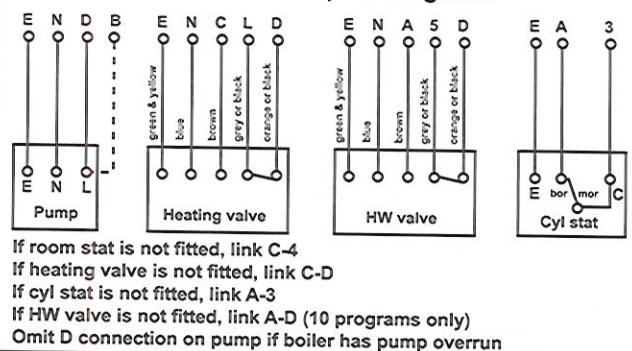 E N D B
E N C L D
E N A 5 D
E A 3
green & yellow
blue
brown
grey or black
orange or black
green & yellow
blue
brown
grey or black
orange or black
E N L
Pump
Heating valve
HW valve
E bor mor C
Cyl stat
If room stat is not fitted, link C-4
If heating valve is not fitted, link C-D
If cyl stat is not fitted, link A-3
If HW valve is not fitted, link A-D (10 programs only)
Omit D connection on pump if boiler has pump overrun